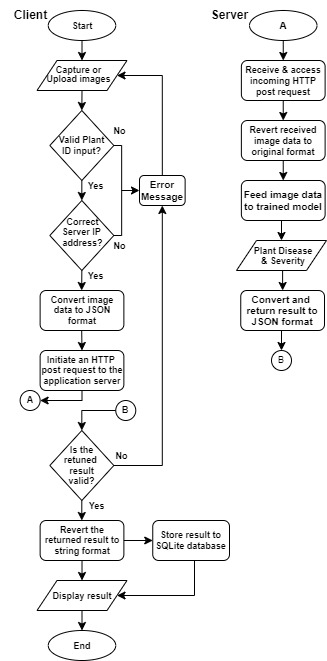 Client
Start
Capture or
Upload images
Valid Plant
ID input?
No
Yes
Error
Message
Correct
Server IP
address?
No
Yes
Convert image
data to JSON
format
Initiate an HTTP
post request to the
application server
A
B
Is the
retuned
result
valid?
No
Yes
Revert the
returned result to
string format
Store result to
SQLite database
Display result
End
Server
A
Receive & access
incoming HTTP
post request
Revert received
image data to
original format
Feed image data
to trained model
Plant Disease
& Severity
Convert and
return result to
JSON format
B